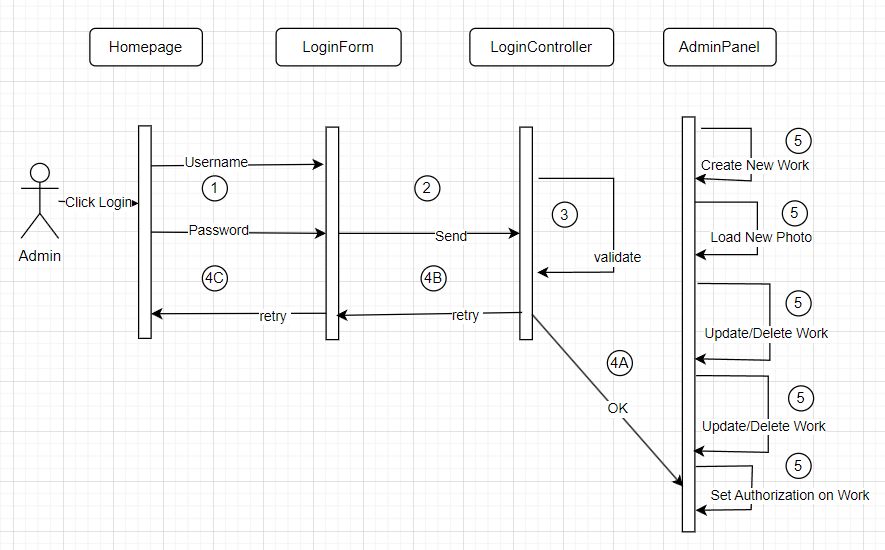 Homepage
LoginForm
LoginController
AdminPanel
5
Username
Create New Work
1
2
Click Login
3
5
Password
Send
Load New Photo
Admin
validate
4C
4B
5
retry
retry
Update/Delete Work
4A
5
OK
Update/Delete Work
5
Set Authorization on Work